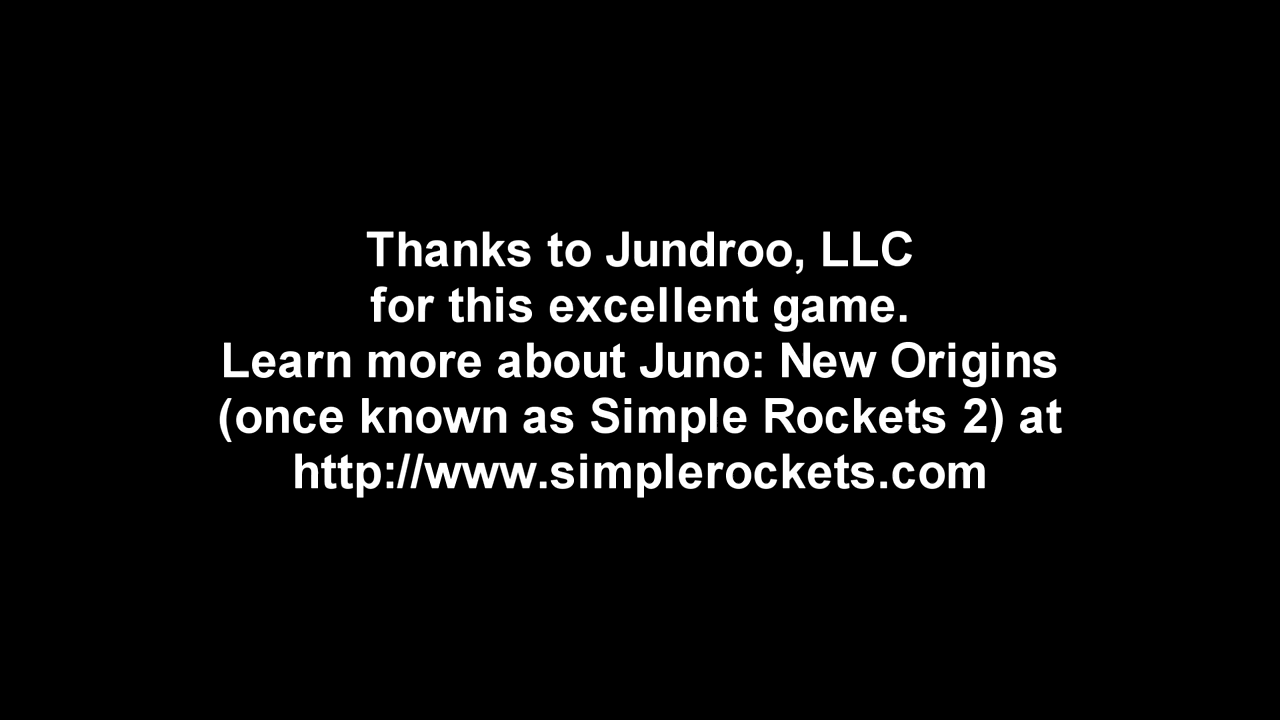 Thanks to Jundroo, LLC
for this excellent game.
Learn more about Juno: New Origins
(once known as Simple Rockets 2) at
http://www.simplerockets.com